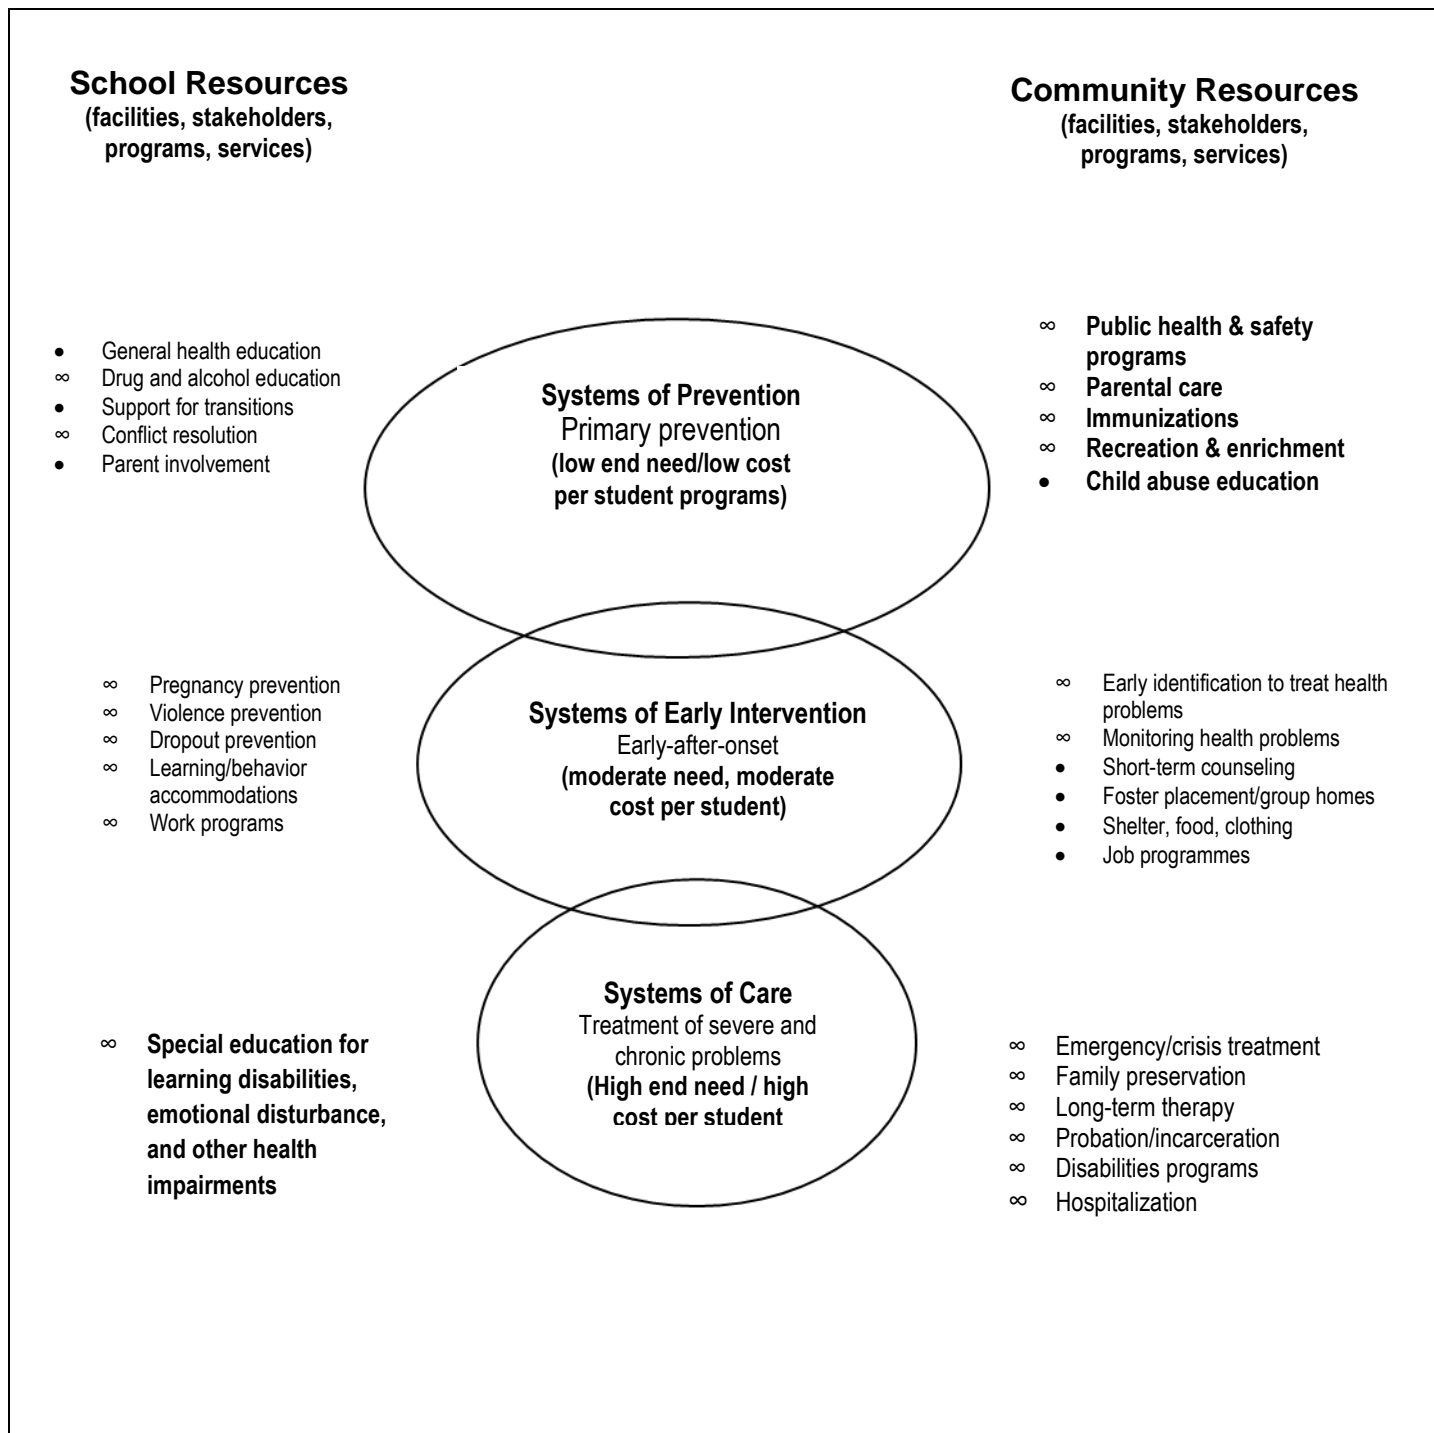 School Resources
(facilities, stakeholders,
programs, services)
Community Resources
(facilities, stakeholders,
programs, services)
• General health education
∞ Drug and alcohol education
• Support for transitions
∞ Conflict resolution
• Parent involvement
Systems of Prevention
Primary prevention
(low end need/low cost
per student programs)
∞ Public health & safety
programs
∞ Parental care
∞ Immunizations
∞ Recreation & enrichment
• Child abuse education
∞ Pregnancy prevention
∞ Violence prevention
∞ Dropout prevention
∞ Learning/behavior
accommodations
∞ Work programs
Systems of Early Intervention
Early-after-onset
(moderate need, moderate
cost per student)
∞ Early identification to treat health
problems
∞ Monitoring health problems
• Short-term counseling
• Foster placement/group homes
• Shelter, food, clothing
• Job programmes
∞ Special education for
learning disabilities,
emotional disturbance,
and other health
impairments
Systems of Care
Treatment of severe and
chronic problems
(High end need / high
cost per student
∞ Emergency/crisis treatment
∞ Family preservation
∞ Long-term therapy
∞ Probation/incarceration
∞ Disabilities programs
∞ Hospitalization